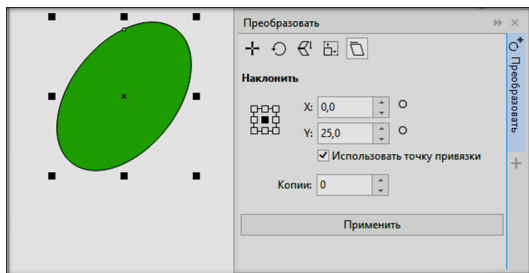 Преобразовать
Преобразовать
Наклонить
X: 0,0 °
Y: 25,0 °
Использовать точку привязки
Копии: 0
Применить